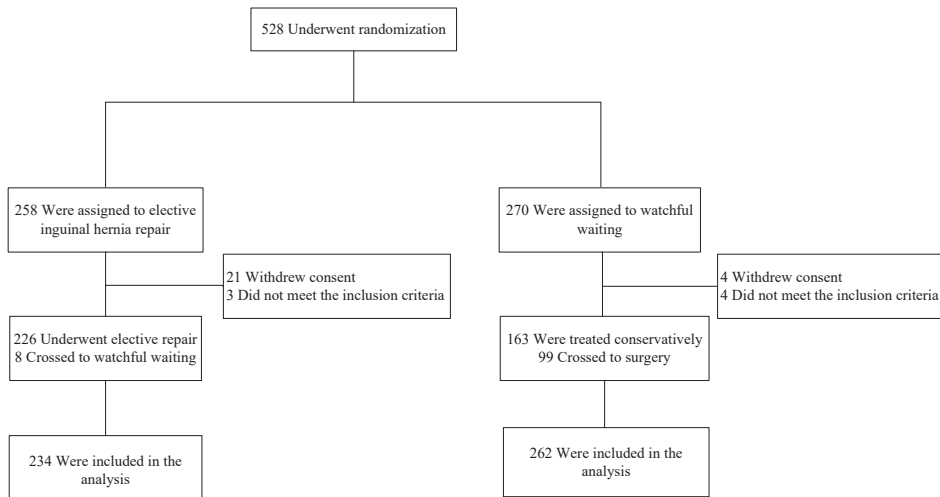 528 Underwent randomization
258 Were assigned to elective
inguinal hernia repair
270 Were assigned to watchful
waiting
21 Withdrew consent
3 Did not meet the inclusion criteria
4 Withdrew consent
4 Did not meet the inclusion criteria
226 Underwent elective repair
8 Crossed to watchful waiting
163 Were treated conservatively
99 Crossed to surgery
234 Were included in the
analysis
262 Were included in the
analysis